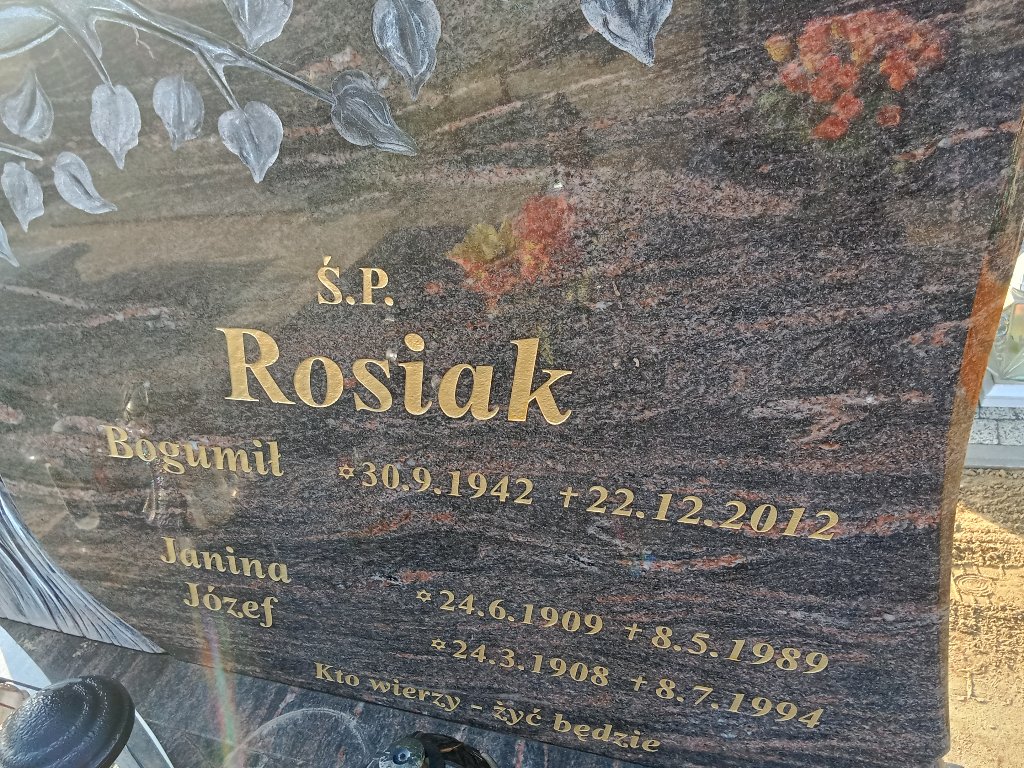 Ś.P.
Rosiak
Bogumił ✡30.9.1942 +22.12.2012
Janina ✡24.6.1909 +8.5.1989
Józef ✡24.3.1908 +8.7.1994
Kto wierzy - żyć będzie